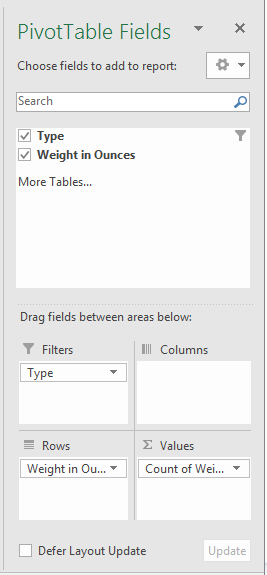 PivotTable Fields
Choose fields to add to report:
Search
Type
Weight in Ounces
More Tables...
Drag fields between areas below:
Filters
Columns
Type
Rows
Σ Values
Weight in Ou...
Count of Wei...
Defer Layout Update
Update